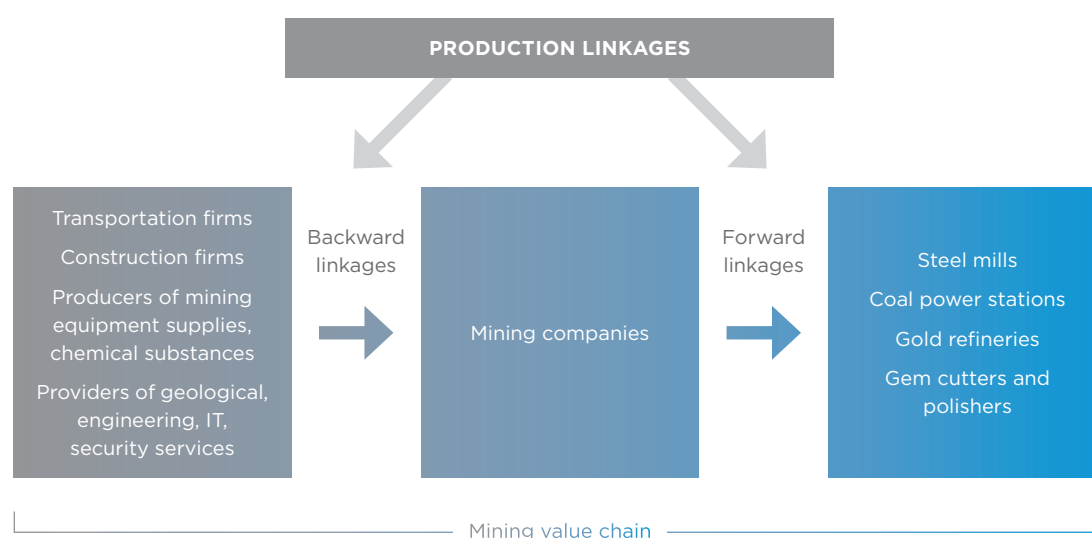 PRODUCTION LINKAGES
Transportation firms
Construction firms
Producers of mining
equipment supplies,
chemical substances
Providers of geological,
engineering, IT,
security services
Backward
linkages
Mining companies
Forward
linkages
Steel mills
Coal power stations
Gold refineries
Gem cutters and
polishers
Mining value chain